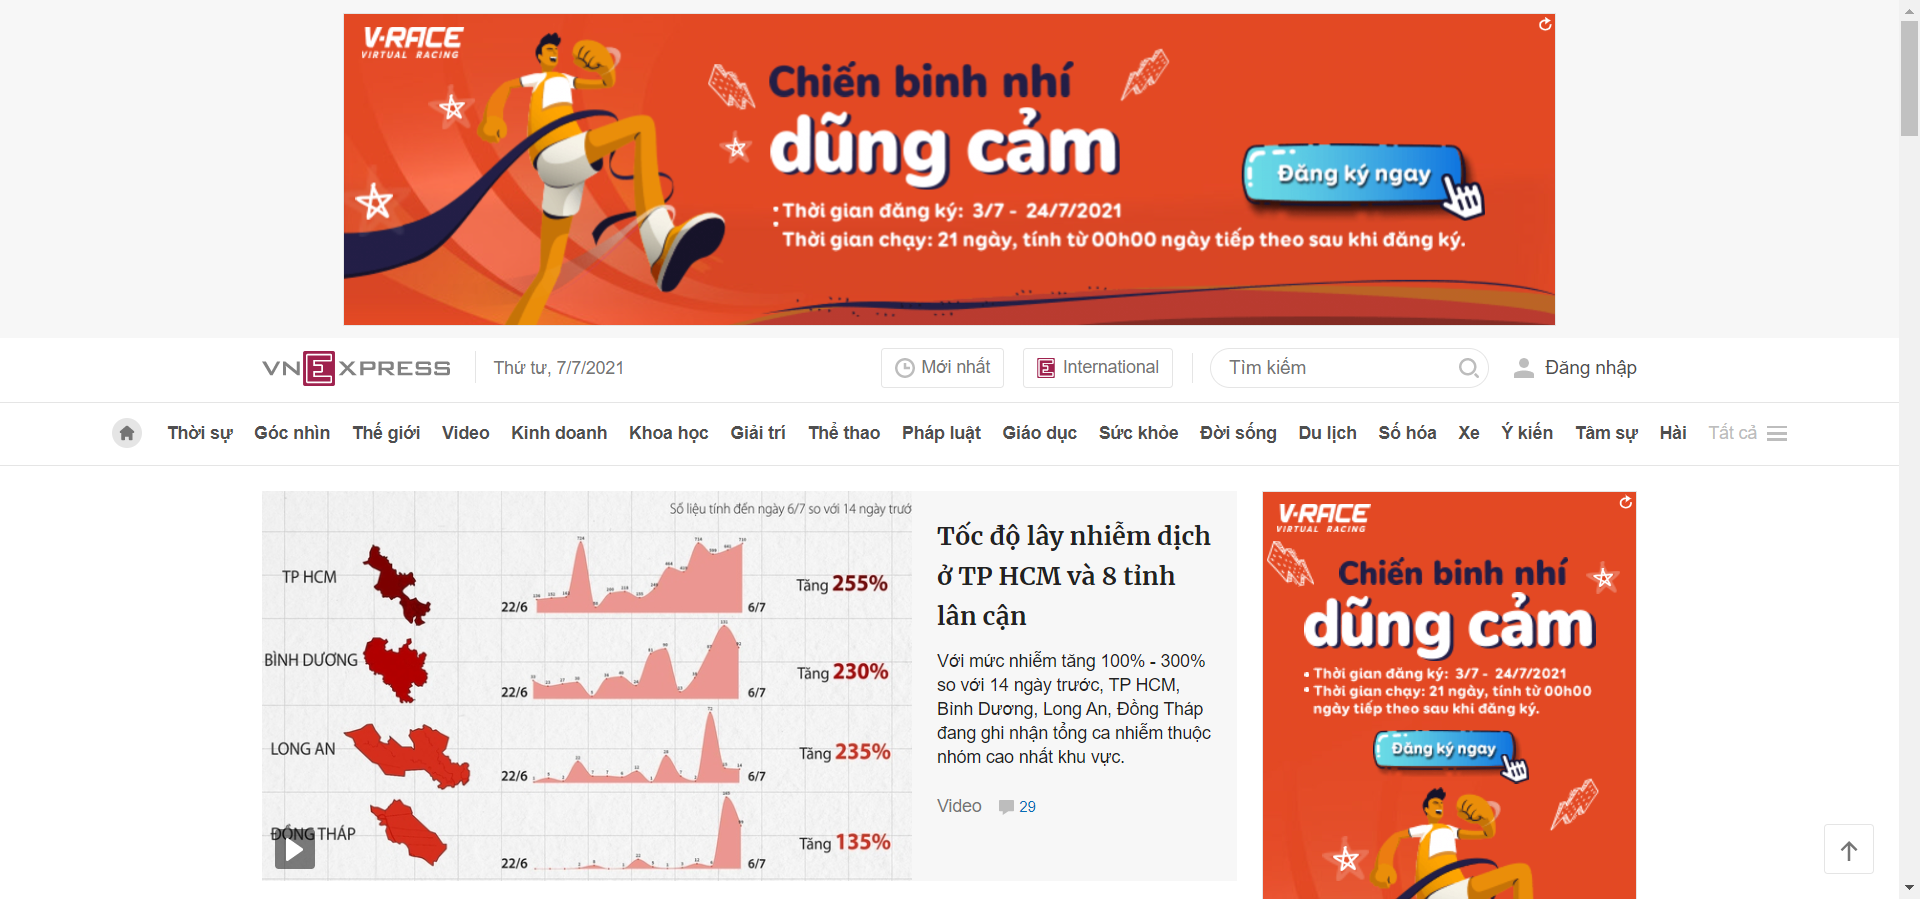 V-RACE
VIRTUAL RACING
Chiến binh nhí
dũng cảm
• Thời gian đăng ký: 3/7 - 24/7/2021
• Thời gian chạy: 21 ngày, tính từ 00h00 ngày tiếp theo sau khi đăng ký.
Đăng ký ngay
VNEXPRESS
Thứ tư, 7/7/2021
Mới nhất
International
Tìm kiếm
Đăng nhập
Thời sự Góc nhìn Thế giới Video Kinh doanh Khoa học Giải trí Thể thao Pháp luật Giáo dục Sức khỏe Đời sống Du lịch Số hóa Xe Ý kiến Tâm sự Hài Tất cả
Số liệu tính đến ngày 6/7 so với 14 ngày trướ
TP HCM
22/6
6/7
Tăng 255%
BÌNH DƯƠNG
22/6
6/7
Tăng 230%
LONG AN
22/6
6/7
Tăng 235%
ĐỒNG THÁP
22/6
6/7
Tăng 135%
Tốc độ lây nhiễm dịch
ở TP HCM và 8 tỉnh
lân cận
Với mức nhiễm tăng 100% - 300%
so với 14 ngày trước, TP HCM,
Bình Dương, Long An, Đồng Tháp
đang ghi nhận tổng ca nhiễm thuộc
nhóm cao nhất khu vực.
Video 29
V-RACE
VIRTUAL RACING
Chiến binh nhí
dũng cảm
• Thời gian đăng ký: 3/7 - 24/7/2021
• Thời gian chạy: 21 ngày, tính từ 00h00
ngày tiếp theo sau khi đăng ký.
Đăng ký ngay